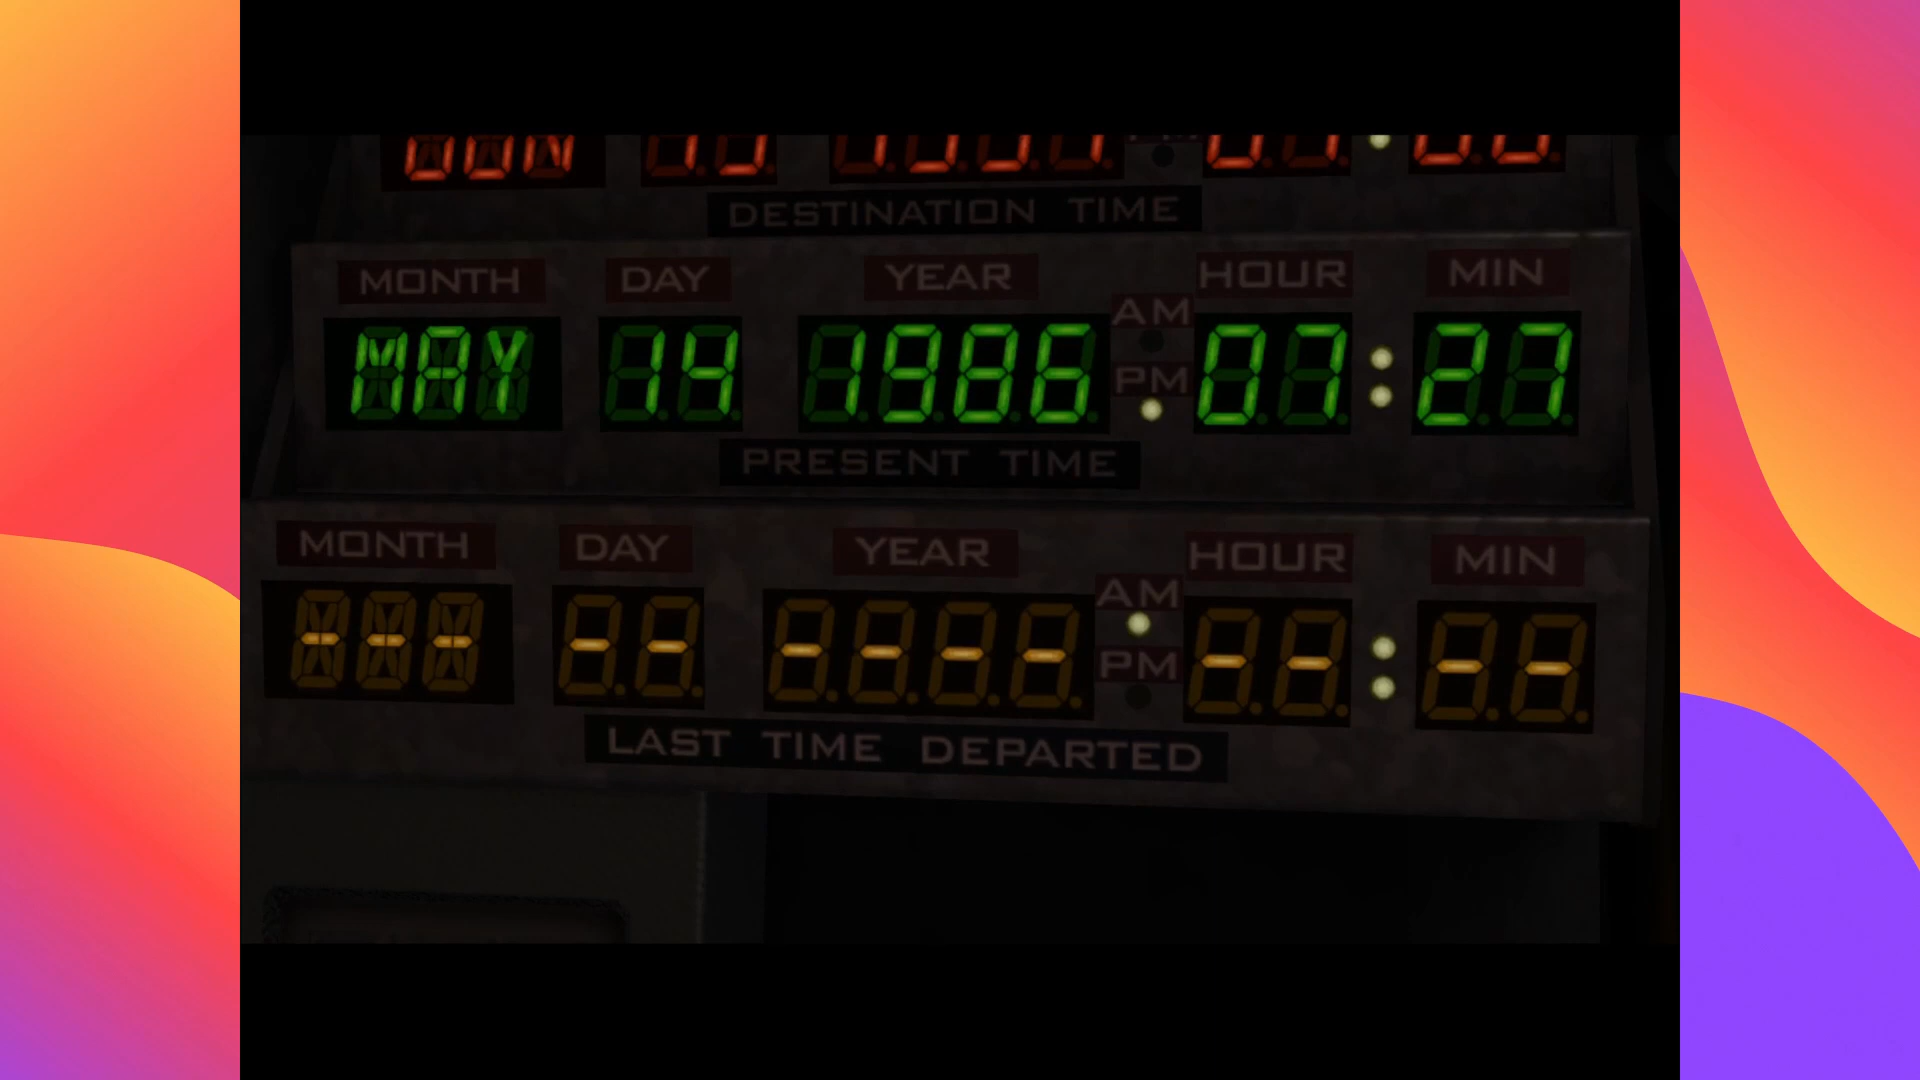 DESTINATION TIME
MONTH DAY YEAR AM HOUR MIN
MAY 14 1986 PM 07:27
PRESENT TIME
MONTH DAY YEAR AM HOUR MIN
--- -- ---- PM --:--
LAST TIME DEPARTED